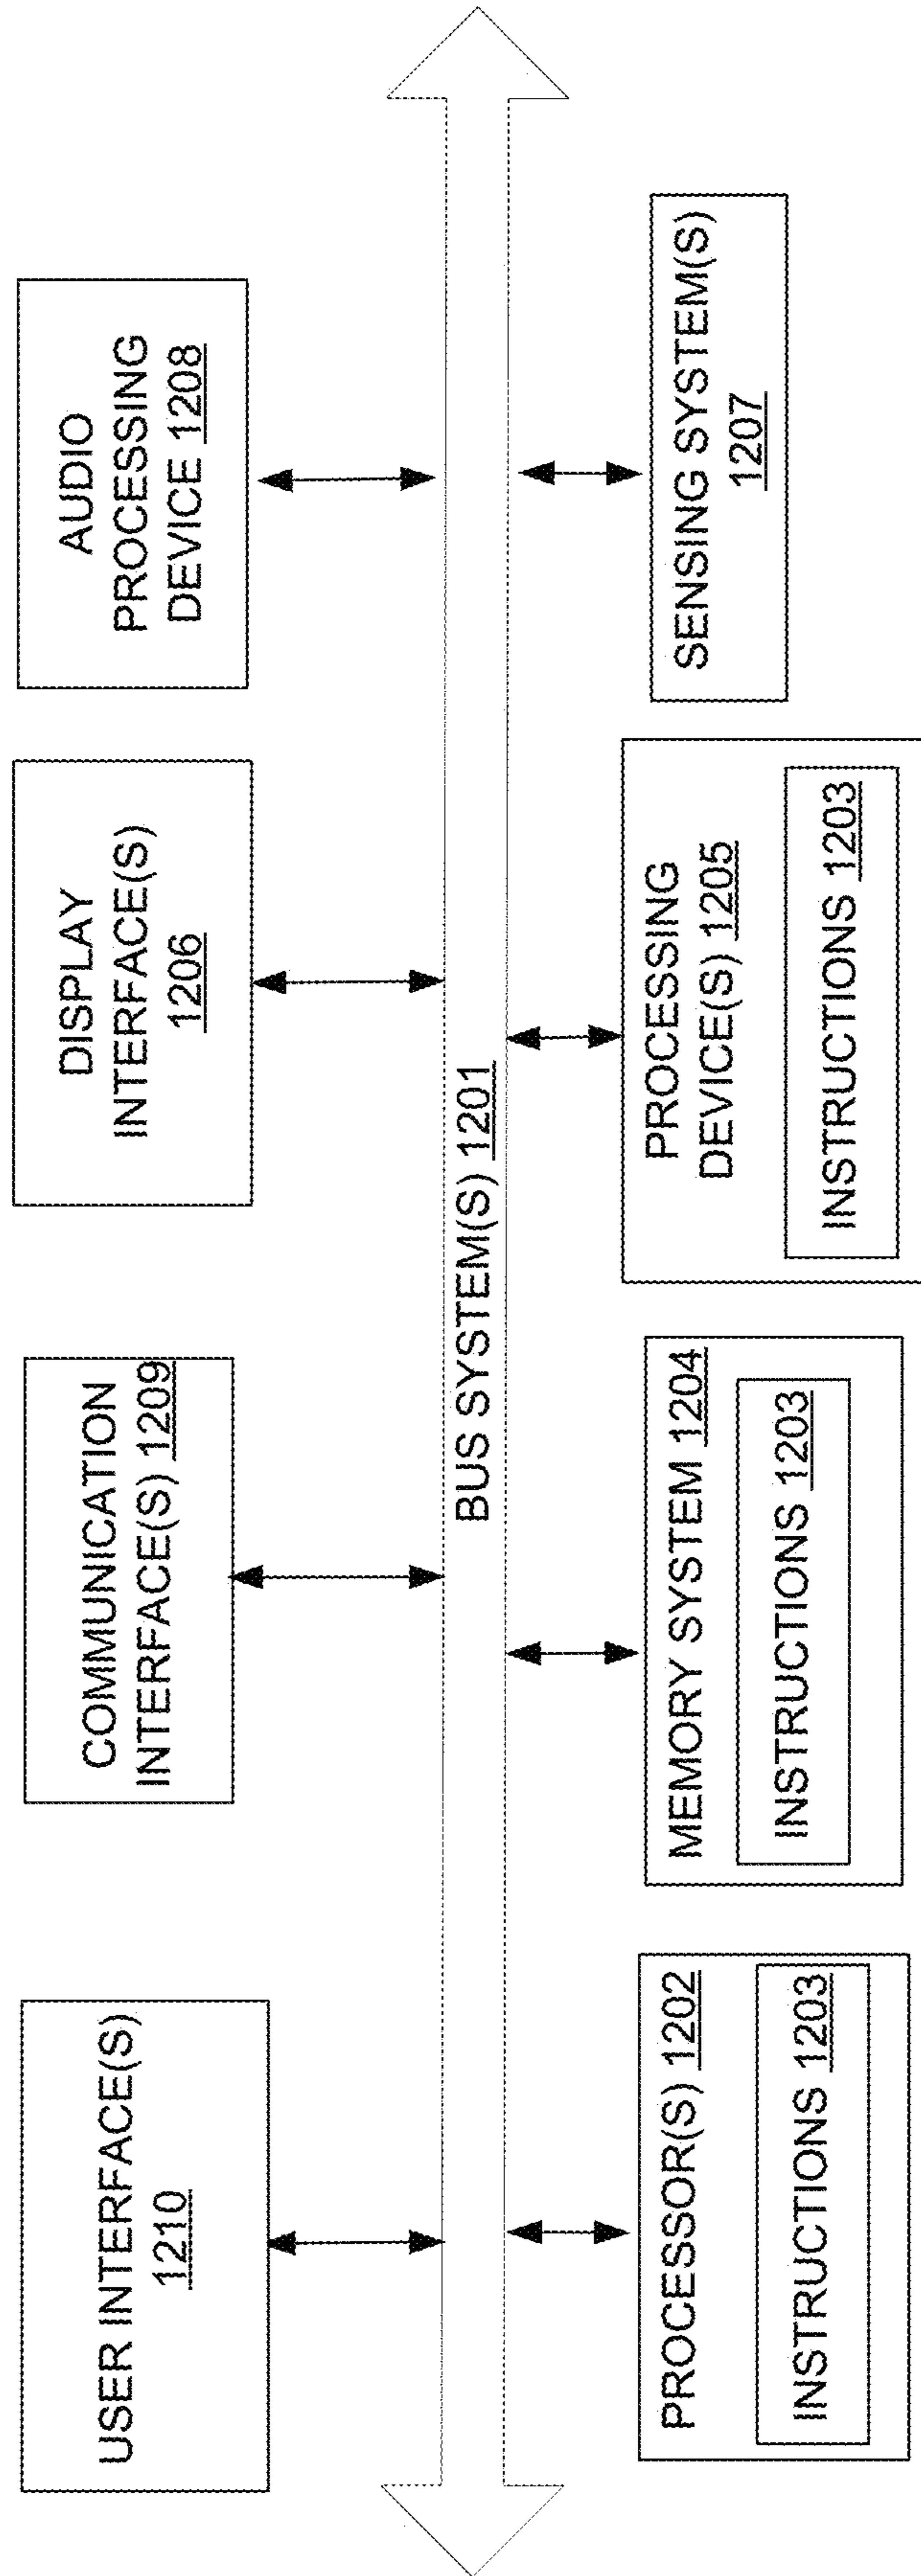 USER INTERFACE(S)
1210
COMMUNICATION
INTERFACE(S) 1209
DISPLAY
INTERFACE(S)
1206
AUDIO
PROCESSING
DEVICE 1208
BUS SYSTEM(S) 1201
PROCESSOR(S) 1202
INSTRUCTIONS 1203
MEMORY SYSTEM 1204
INSTRUCTIONS 1203
PROCESSING
DEVICE(S) 1205
INSTRUCTIONS 1203
SENSING SYSTEM(S)
1207